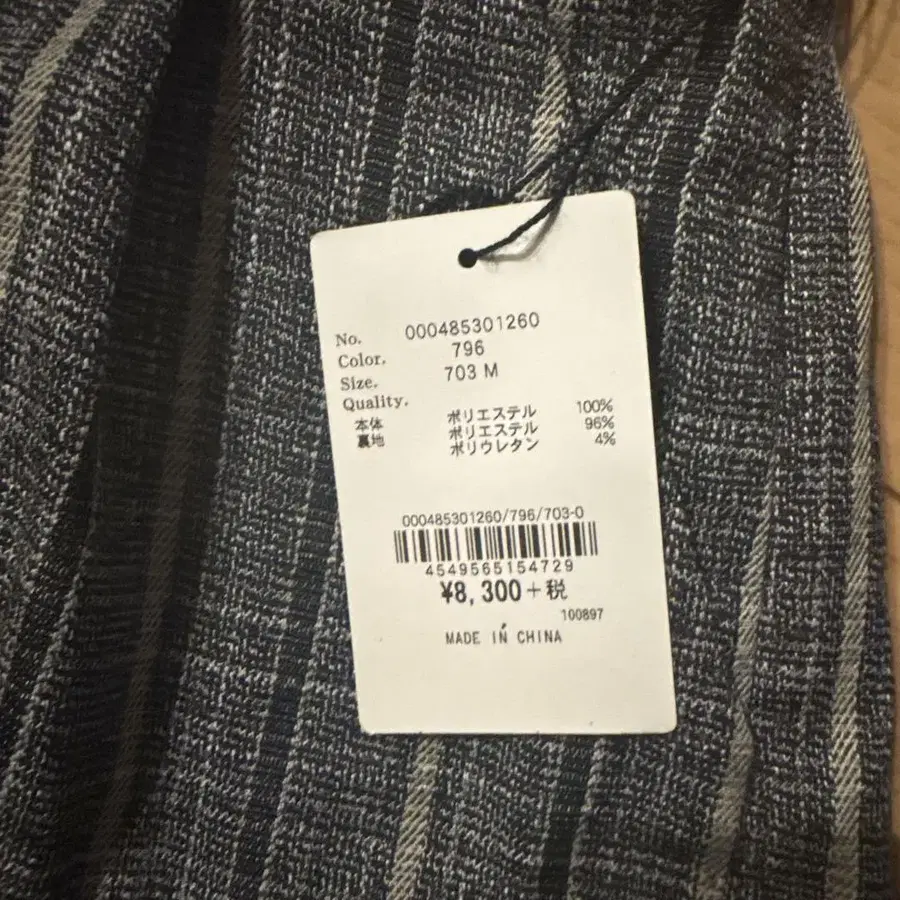 No. 000485301260
Color. 796
Size. 703 M
Quality.
本体 ポリエステル 100%
裏地 ポリエステル 96%
ポリウレタン 4%
000485301260/796/703-0
4549565154729
¥8,300+税
100897
MADE IN CHINA